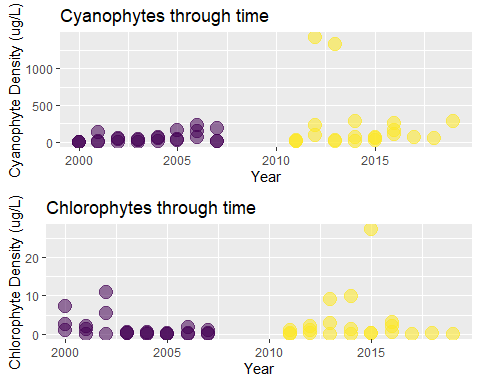 Cyanophytes through time
Cyanophyte Density (ug/L)
1000
500
0
2000 2005 2010 2015
Year
Chlorophytes through time
Chlorophyte Density (ug/L)
20
10
0
2000 2005 2010 2015
Year